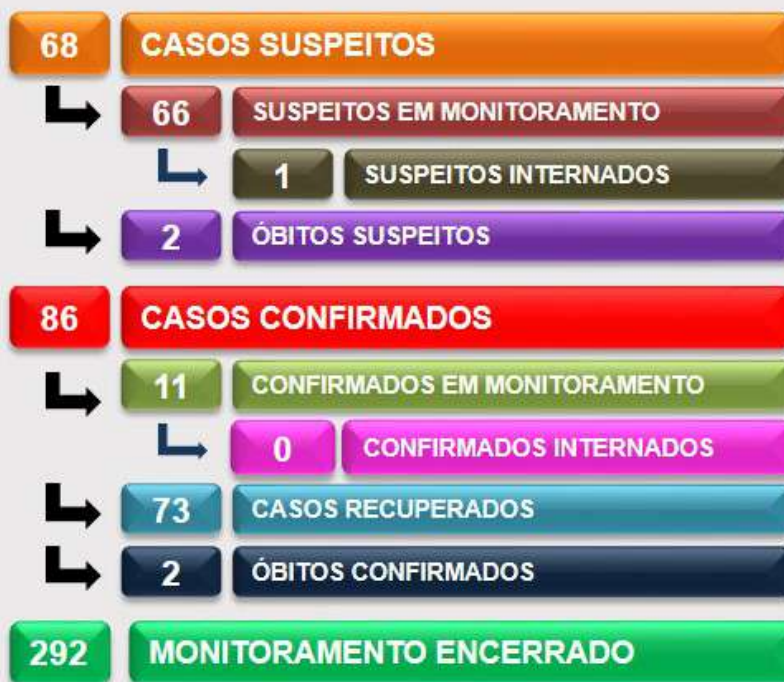 68 CASOS SUSPEITOS
66 SUSPEITOS EM MONITORAMENTO
1 SUSPEITOS INTERNADOS
2 ÓBITOS SUSPEITOS
86 CASOS CONFIRMADOS
11 CONFIRMADOS EM MONITORAMENTO
0 CONFIRMADOS INTERNADOS
73 CASOS RECUPERADOS
2 ÓBITOS CONFIRMADOS
292 MONITORAMENTO ENCERRADO